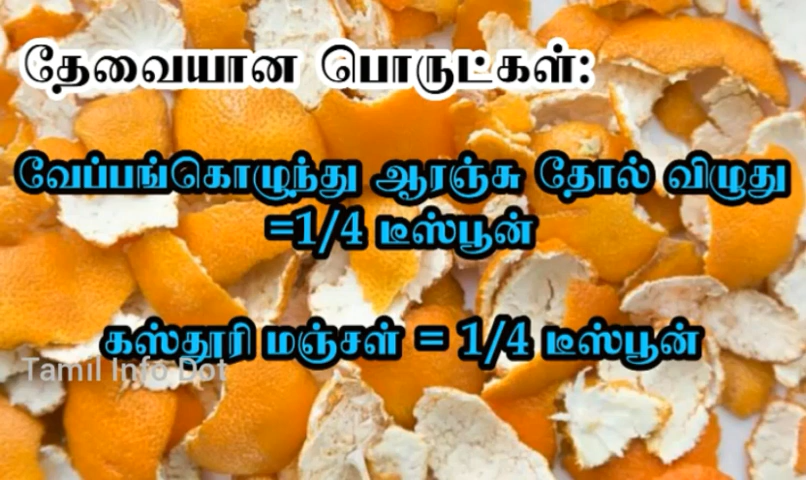 தேவையான பொருட்கள்:
வேப்பங்கொழுந்து ஆரஞ்சு தோல் விழுது
=1/4 டீஸ்பூன்
கஸ்தூரி மஞ்சள் = 1/4 டீஸ்பூன்
Tamil Info Dot